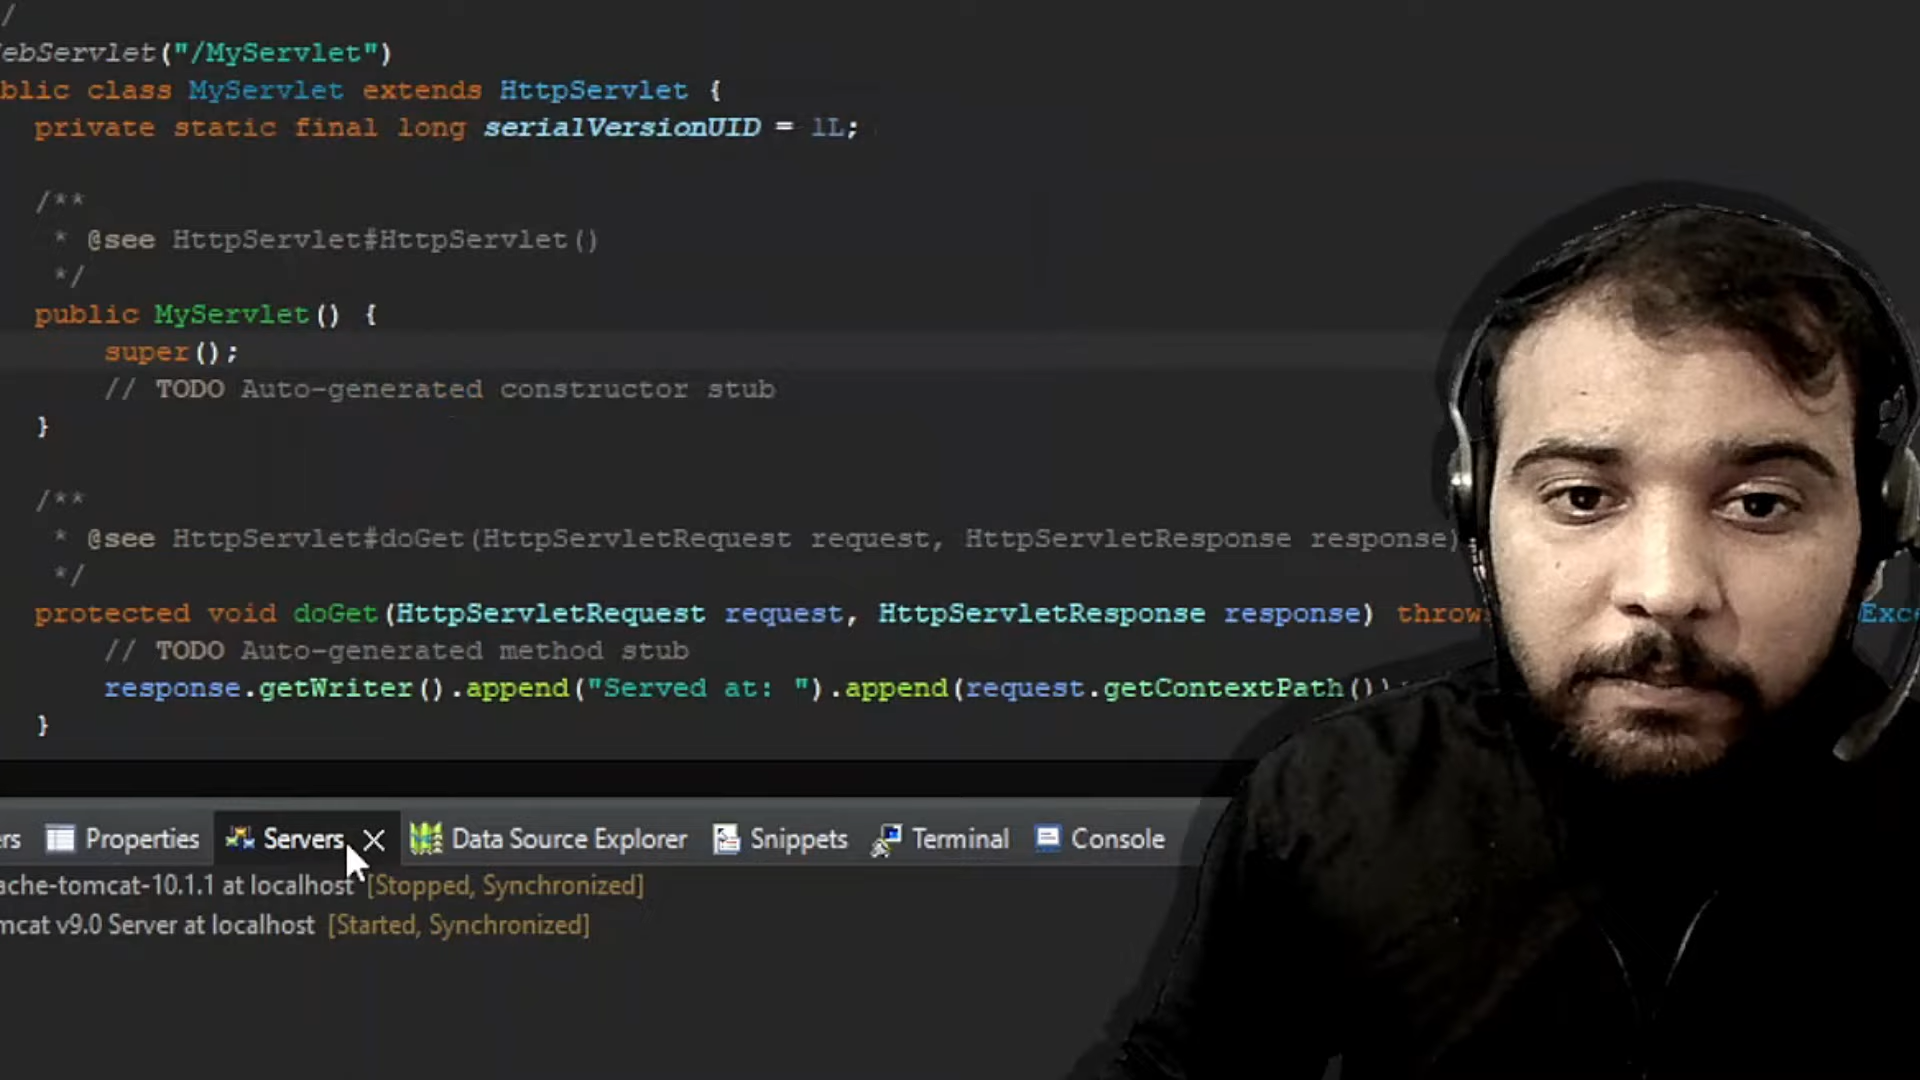 /
ebServlet("/MyServlet")
blic class MyServlet extends HttpServlet {
private static final long serialVersionUID = 1L;
/**
* @see HttpServlet#HttpServlet()
*/
public MyServlet() {
super();
// TODO Auto-generated constructor stub
}
/**
* @see HttpServlet#doGet(HttpServletRequest request, HttpServletResponse response)
*/
protected void doGet(HttpServletRequest request, HttpServletResponse response) throws Exce
// TODO Auto-generated method stub
response.getWriter().append("Served at: ").append(request.getContextPath());
}
rs Properties Servers Data Source Explorer Snippets Terminal Console
ache-tomcat-10.1.1 at localhost [Stopped, Synchronized]
mcat v9.0 Server at localhost [Started, Synchronized]